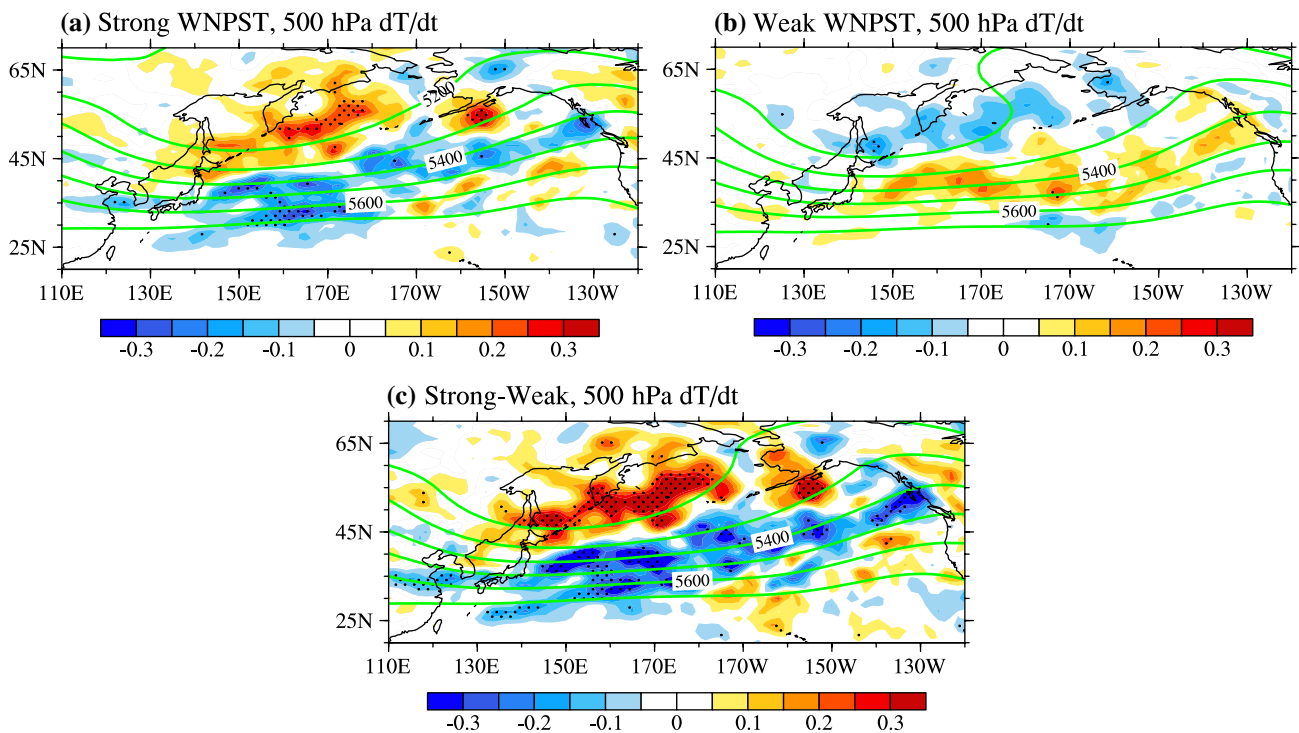 (a) Strong WNPST, 500 hPa dT/dt
65N
45N
25N
5200
5400
5600
110E 130E 150E 170E 170W 150W 130W
-0.3 -0.2 -0.1 0 0.1 0.2 0.3
(b) Weak WNPST, 500 hPa dT/dt
65N
45N
25N
5400
5600
110E 130E 150E 170E 170W 150W 130W
-0.3 -0.2 -0.1 0 0.1 0.2 0.3
(c) Strong-Weak, 500 hPa dT/dt
65N
45N
25N
5400
5600
110E 130E 150E 170E 170W 150W 130W
-0.3 -0.2 -0.1 0 0.1 0.2 0.3